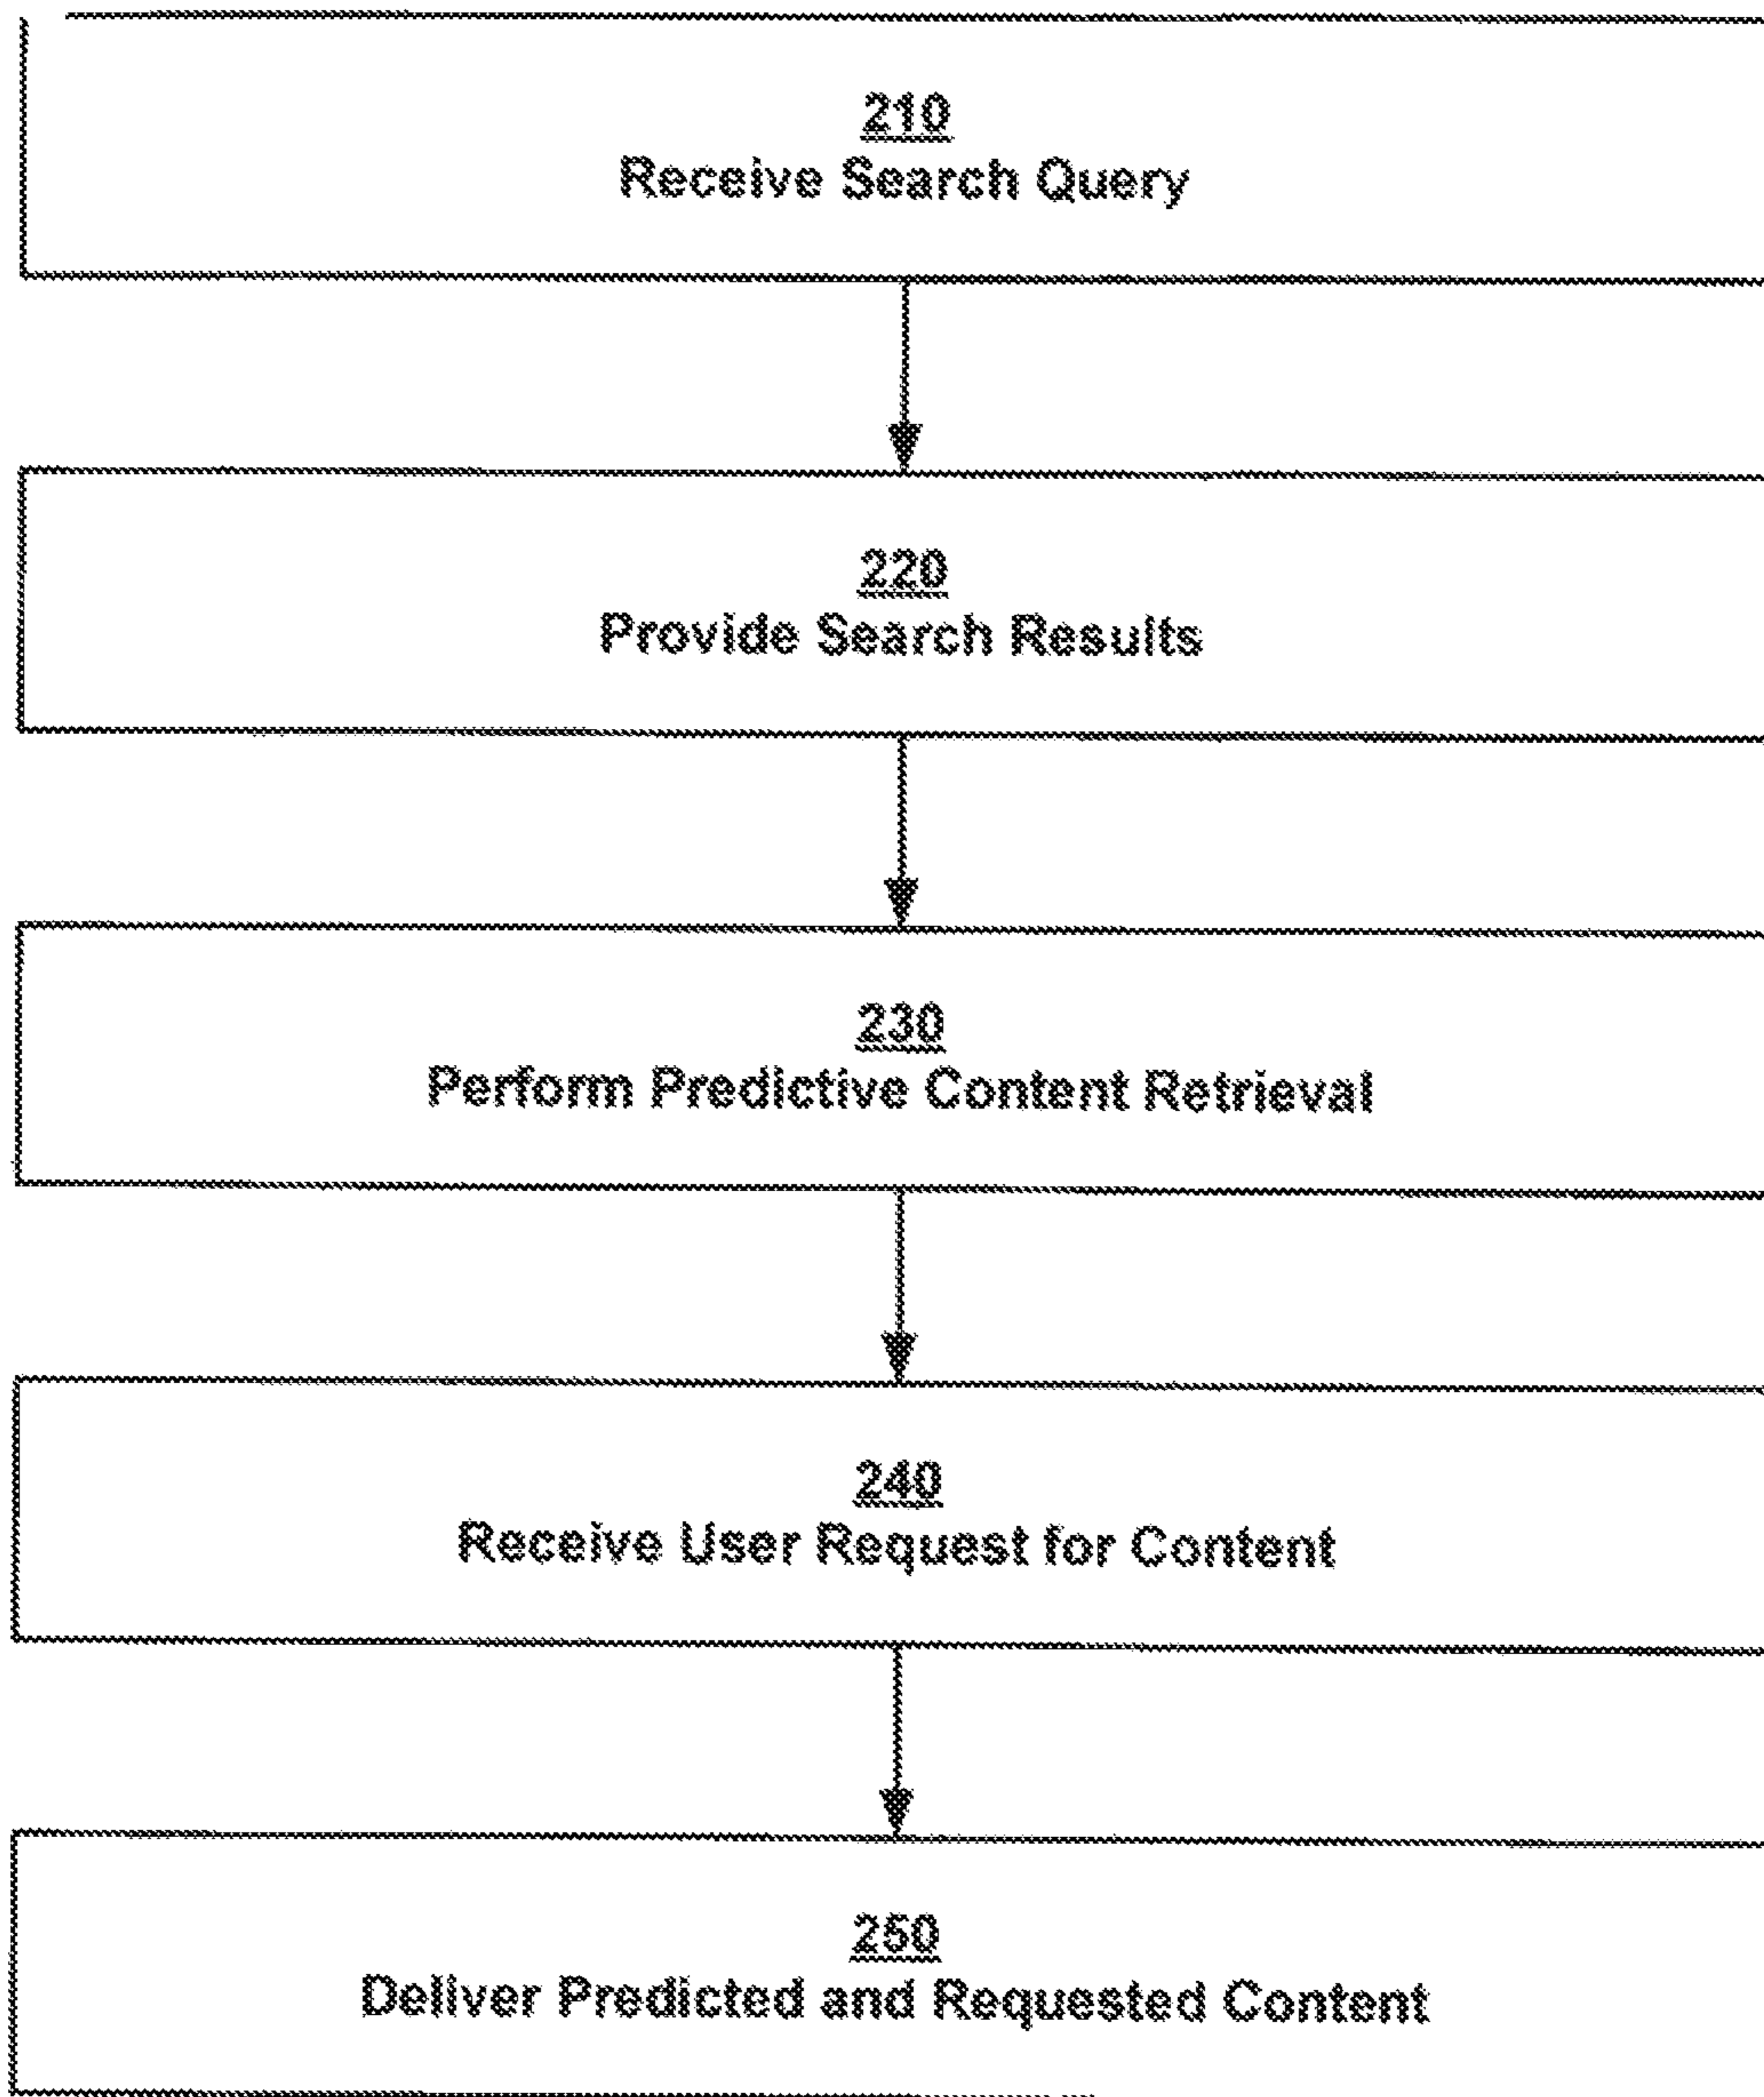 210
Receive Search Query
220
Provide Search Results
230
Perform Predictive Content Retrieval
240
Receive User Request for Content
250
Deliver Predicted and Requested Content